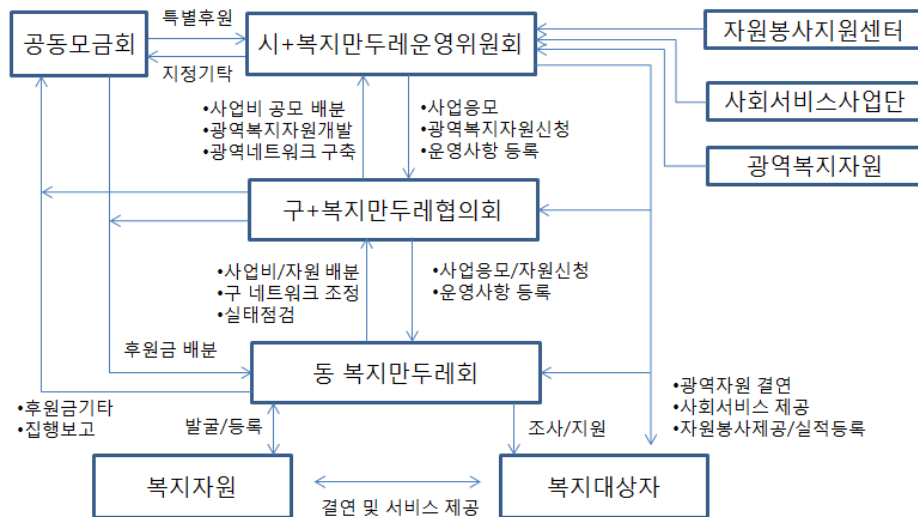 공동모금회
특별후원
지정기탁
시+복지만두레운영위원회
자원봉사지원센터
사회서비스사업단
광역복지자원
•사업비 공모 배분
•광역복지자원개발
•광역네트워크 구축
•사업응모
•광역복지자원신청
•운영사항 등록
구+복지만두레협의회
•사업비/자원 배분
•구 네트워크 조정
•실태점검
•사업응모/자원신청
•운영사항 등록
후원금 배분
동 복지만두레회
•후원금기타
•집행보고
발굴/등록
조사/지원
•광역자원 결연
•사회서비스 제공
•자원봉사제공/실적등록
복지자원
결연 및 서비스 제공
복지대상자